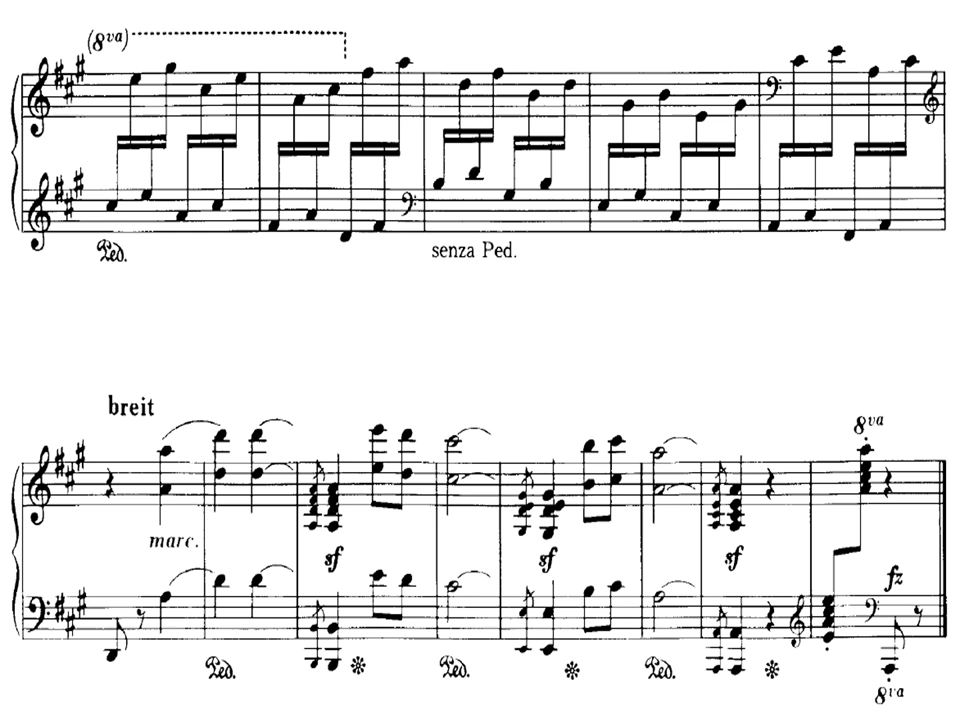 (8va)
Ped.
senza Ped.
breit
8va
marc.
sf
sf
sf
fz
Ped.
Ped.
Ped.
8va